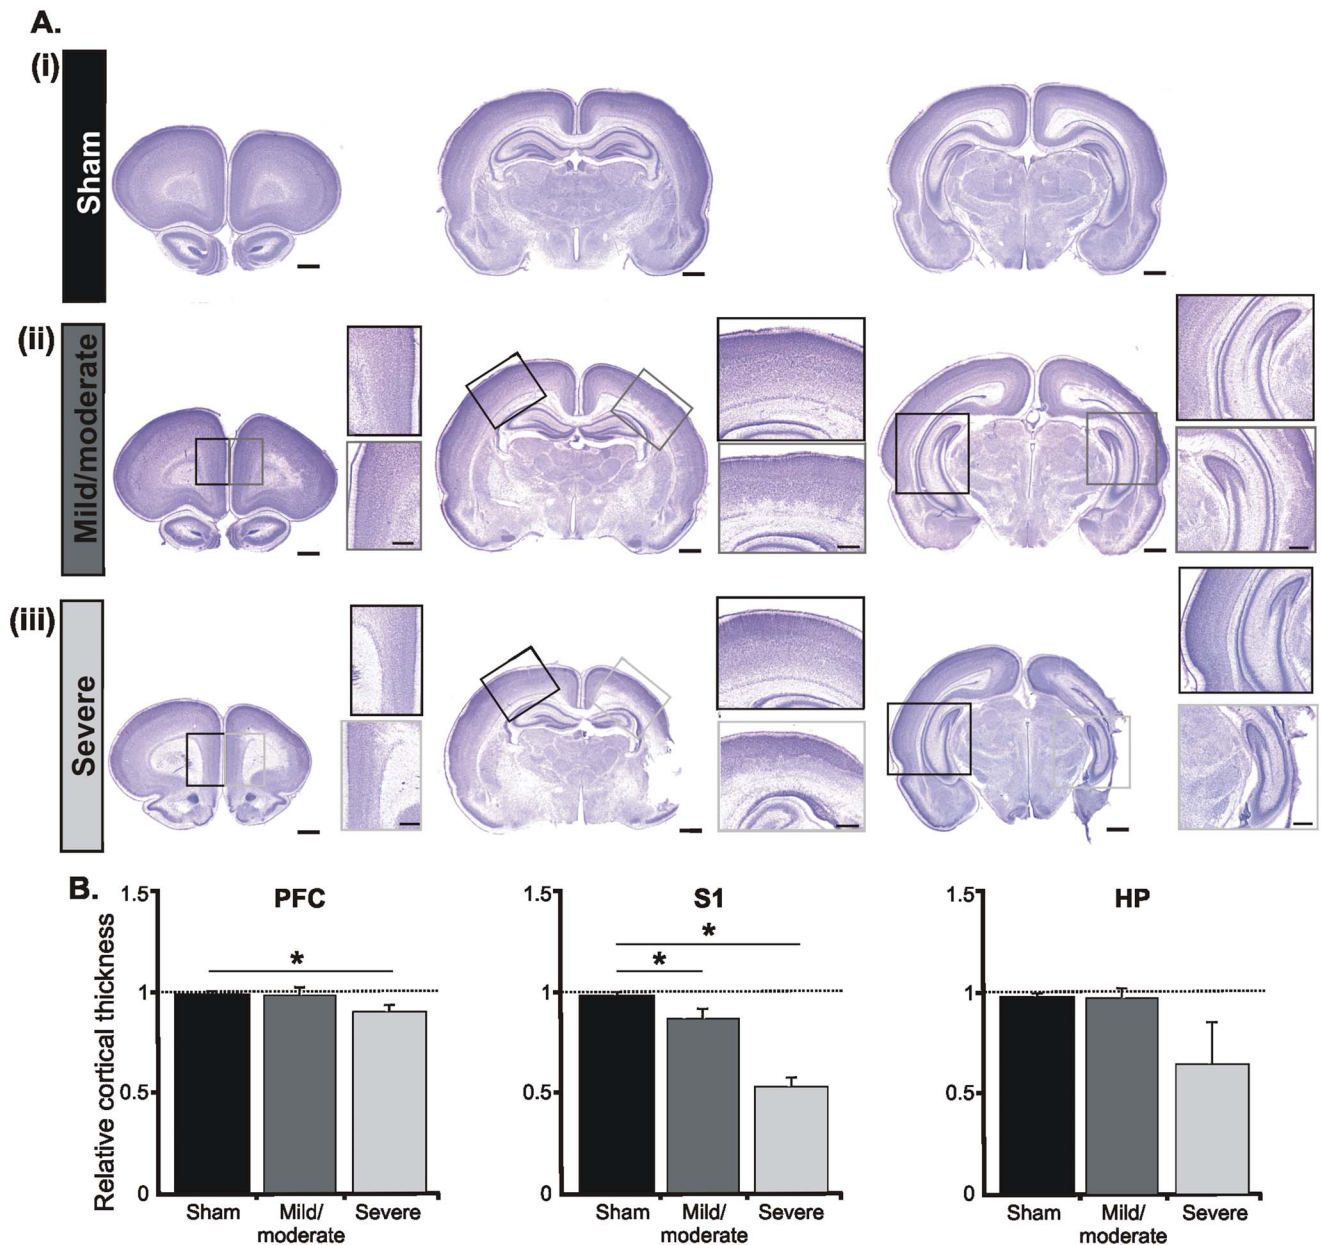 A.
(i)
Sham
(ii)
Mild/moderate
(iii)
Severe
B.
PFC
S1
HP
Relative cortical thickness
1.5
1
0.5
0
*
Sham
Mild/
moderate
Severe
1.5
1
0.5
0
*
*
Sham
Mild/
moderate
Severe
1.5
1
0.5
0
Sham
Mild/
moderate
Severe